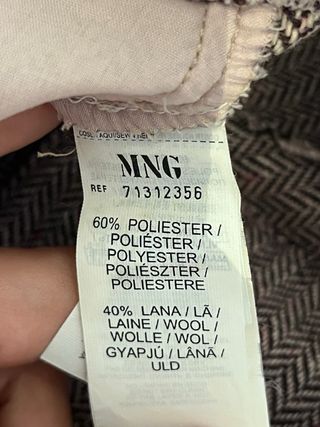 MNG
REF 71312356
60% POLIESTER /
POLIÉSTER /
POLYESTER /
POLIÉSZTER /
POLIESTERE
40% LANA / LÃ /
LAINE / WOOL /
WOLLE / WOL /
GYAPJÚ / LÂNĂ /
ULD